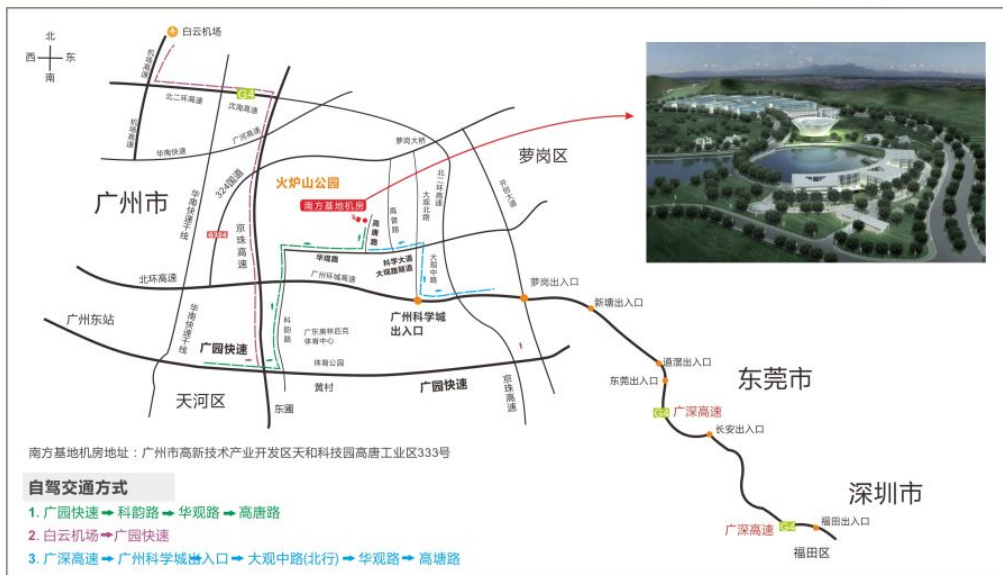 北
西 东
南
白云机场
机场高速
G4
北二环高速
沈海高速
机场高速
广河高速
华南快速
萝岗大桥
萝岗区
324国道
火炉山公园
南方基地机房
广州市
华南快速干线
G324
京珠高速
高唐路
高普路
大观北路
北二环高速
开创大道
华观路
科学大道
大观路隧道
大观中路
北环高速
广州环城高速
萝岗出入口
新塘出入口
广州东站
华南快速干线
科韵路
广州科学城
出入口
广东奥林匹克
体育中心
广园快速
体育公园
道滘出入口
东莞市
东莞出入口
天河区
黄村
广园快速
京珠高速
东圃
G4 广深高速
长安出入口
深圳市
广深高速 G4
福田出入口
福田区
南方基地机房地址：广州市高新技术产业开发区天和科技园高唐工业区333号
自驾交通方式
1. 广园快速➡科韵路➡华观路➡高唐路
2. 白云机场➡广园快速
3. 广深高速➡广州科学城出入口➡大观中路(北行)➡华观路➡高塘路